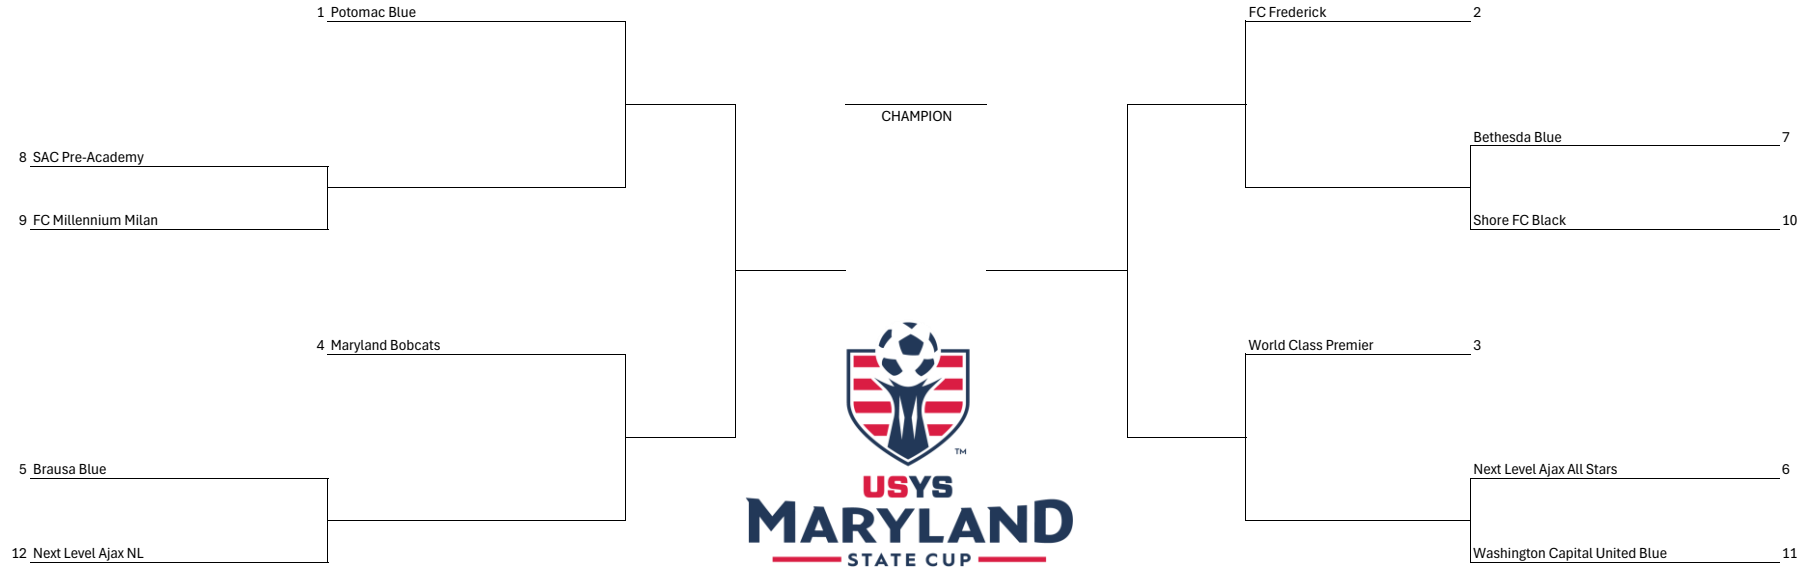 1 Potomac Blue
FC Frederick 2
CHAMPION
Bethesda Blue 7
8 SAC Pre-Academy
9 FC Millennium Milan
Shore FC Black 10
4 Maryland Bobcats
World Class Premier 3
TM
5 Brausa Blue
Next Level Ajax All Stars 6
USYS
MARYLAND
STATE CUP
12 Next Level Ajax NL
Washington Capital United Blue 11